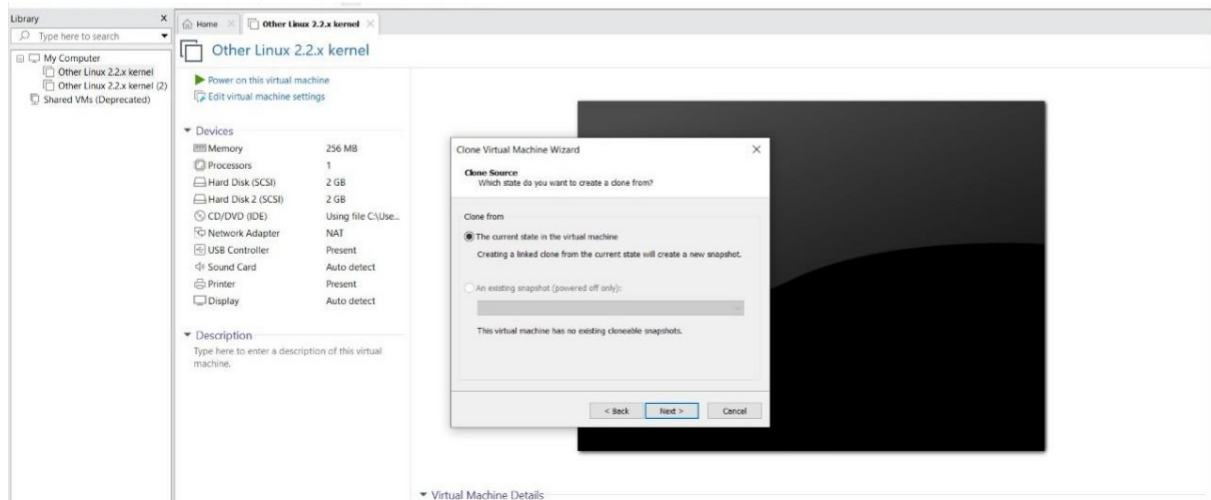 Library X
Type here to search
My Computer
Other Linux 2.2.x kernel
Other Linux 2.2.x kernel (2)
Shared VMs (Deprecated)
Home
Other Linux 2.2.x kernel
Other Linux 2.2.x kernel
Power on this virtual machine
Edit virtual machine settings
Devices
Memory 256 MB
Processors 1
Hard Disk (SCSI) 2 GB
Hard Disk 2 (SCSI) 2 GB
CD/DVD (IDE) Using file C:\Use...
Network Adapter NAT
USB Controller Present
Sound Card Auto detect
Printer Present
Display Auto detect
Description
Type here to enter a description of this virtual
machine.
Clone Virtual Machine Wizard
Clone Source
Which state do you want to create a clone from?
Clone from
The current state in the virtual machine
Creating a linked clone from the current state will create a new snapshot.
An existing snapshot (powered off only):
This virtual machine has no existing cloneable snapshots.
< Back Next > Cancel
Virtual Machine Details